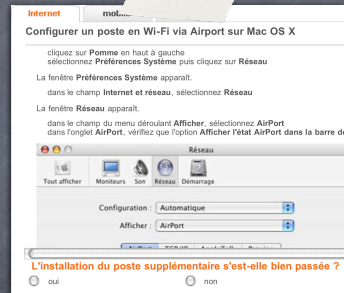 Internet
Configurer un poste en Wi-Fi via Airport sur Mac OS X
cliquez sur Pomme en haut à gauche
sélectionnez Préférences Système puis cliquez sur Réseau
La fenêtre Préférences Système apparaît.
dans le champ Internet et réseau, sélectionnez Réseau
La fenêtre Réseau apparaît.
dans le champ du menu déroulant Afficher, sélectionnez AirPort
dans l'onglet AirPort, vérifiez que l'option Afficher l'état AirPort dans la barre
Réseau
Tout afficher Moniteurs Son Réseau Démarrage
Configuration : Automatique
Afficher : AirPort
L'installation du poste supplémentaire s'est-elle bien passée ?
oui non